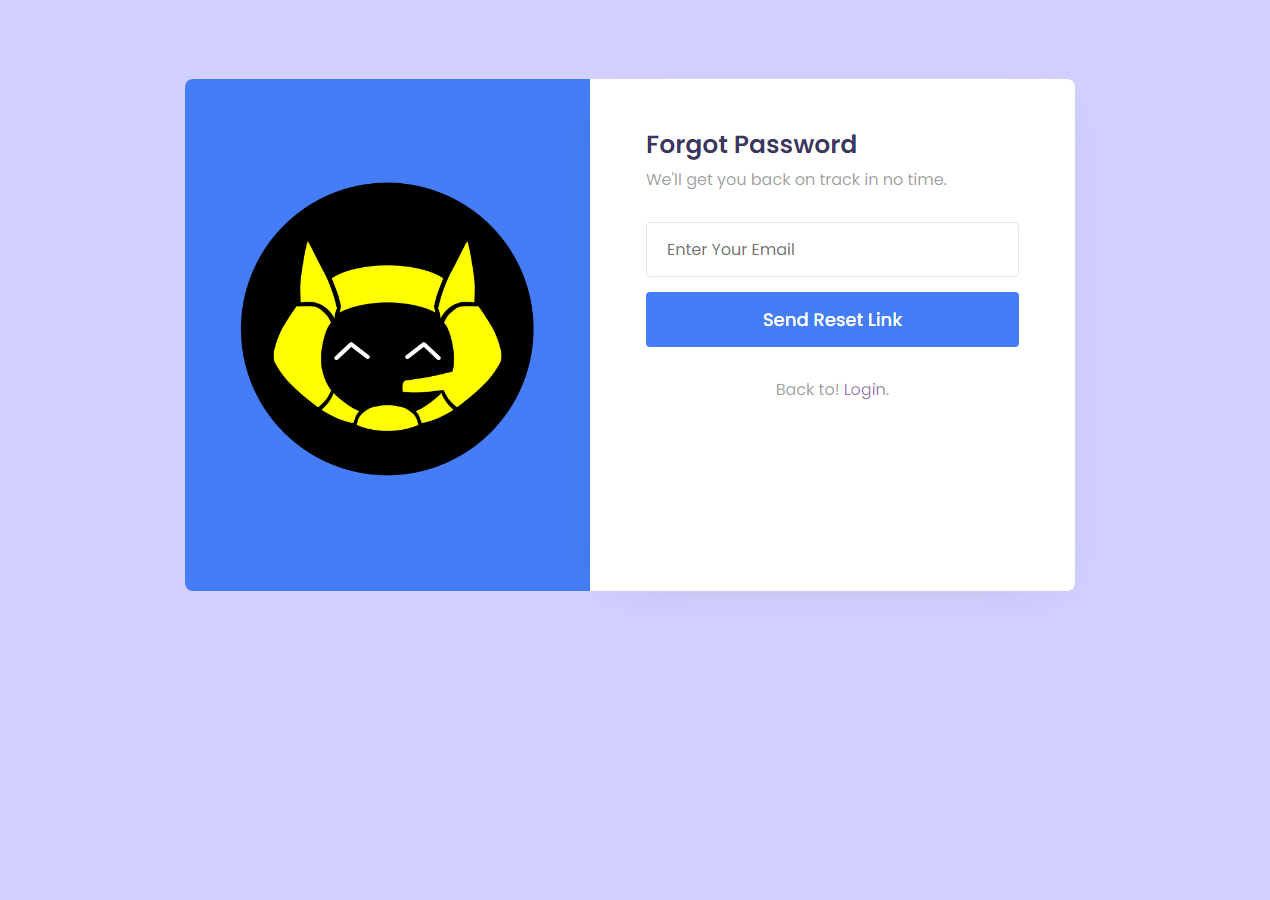 Forgot Password
We'll get you back on track in no time.
Enter Your Email
Send Reset Link
Back to! Login.